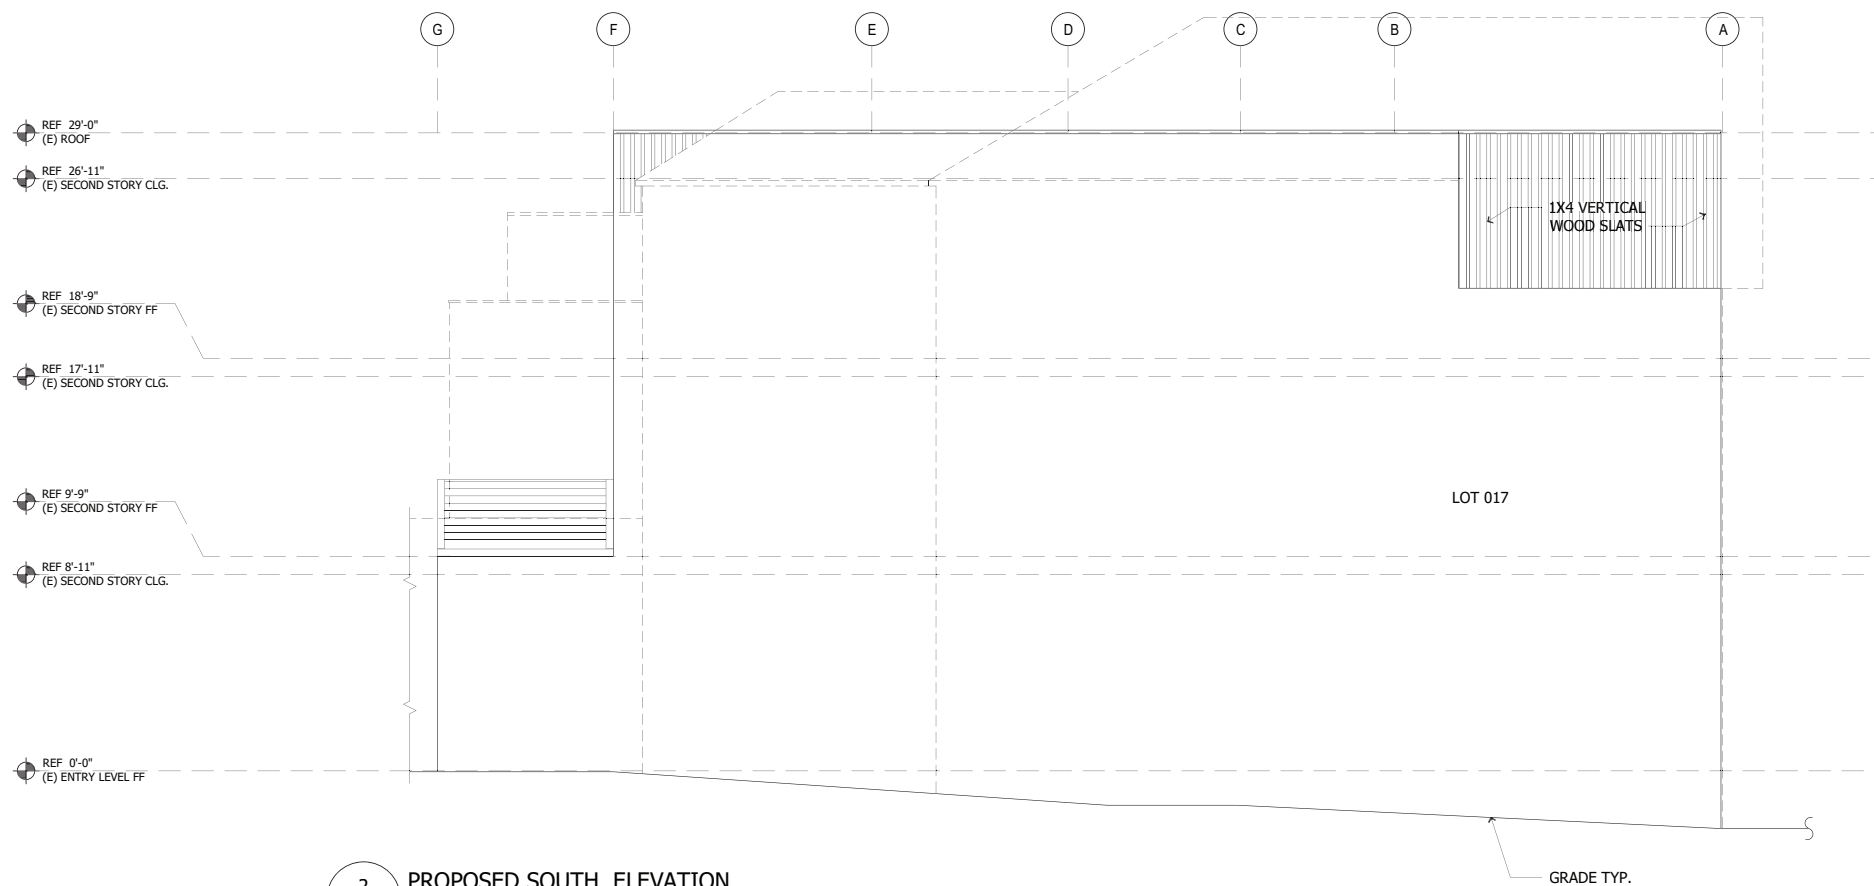 G F E D C B A
REF 29'-0"
(E) ROOF
REF 26'-11"
(E) SECOND STORY CLG.
1X4 VERTICAL
WOOD SLATS
REF 18'-9"
(E) SECOND STORY FF
REF 17'-11"
(E) SECOND STORY CLG.
REF 9'-9"
(E) SECOND STORY FF
LOT 017
REF 8'-11"
(E) SECOND STORY CLG.
REF 0'-0"
(E) ENTRY LEVEL FF
GRADE TYP.
2 PROPOSED SOUTH ELEVATION